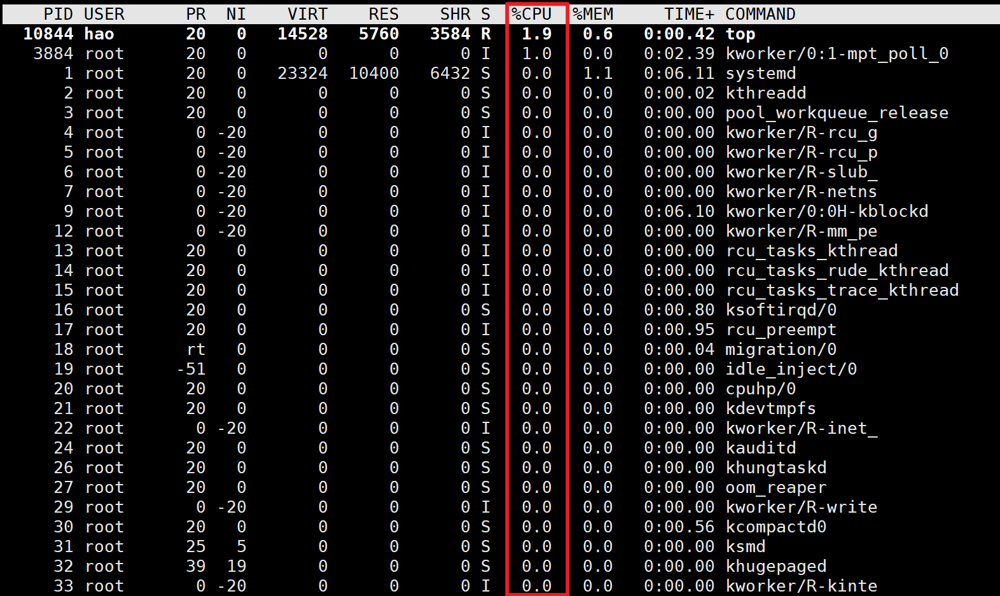 PID USER PR NI VIRT RES SHR S %CPU %MEM TIME+ COMMAND
10844 hao 20 0 14528 5760 3584 R 1.9 0.6 0:00.42 top
3884 root 20 0 0 0 0 I 1.0 0.0 0:02.39 kworker/0:1-mpt_poll_0
1 root 20 0 23324 10400 6432 S 0.0 1.1 0:06.11 systemd
2 root 20 0 0 0 0 S 0.0 0.0 0:00.02 kthreadd
3 root 20 0 0 0 0 S 0.0 0.0 0:00.00 pool_workqueue_release
4 root 0 -20 0 0 0 I 0.0 0.0 0:00.00 kworker/R-rcu_g
5 root 0 -20 0 0 0 I 0.0 0.0 0:00.00 kworker/R-rcu_p
6 root 0 -20 0 0 0 I 0.0 0.0 0:00.00 kworker/R-slub_
7 root 0 -20 0 0 0 I 0.0 0.0 0:00.00 kworker/R-netns
9 root 0 -20 0 0 0 I 0.0 0.0 0:06.10 kworker/0:0H-kblockd
12 root 0 -20 0 0 0 I 0.0 0.0 0:00.00 kworker/R-mm_pe
13 root 20 0 0 0 0 I 0.0 0.0 0:00.00 rcu_tasks_kthread
14 root 20 0 0 0 0 I 0.0 0.0 0:00.00 rcu_tasks_rude_kthread
15 root 20 0 0 0 0 I 0.0 0.0 0:00.00 rcu_tasks_trace_kthread
16 root 20 0 0 0 0 S 0.0 0.0 0:00.80 ksoftirqd/0
17 root 20 0 0 0 0 I 0.0 0.0 0:00.95 rcu_preempt
18 root rt 0 0 0 0 S 0.0 0.0 0:00.04 migration/0
19 root -51 0 0 0 0 S 0.0 0.0 0:00.00 idle_inject/0
20 root 20 0 0 0 0 S 0.0 0.0 0:00.00 cpuhp/0
21 root 20 0 0 0 0 S 0.0 0.0 0:00.00 kdevtmpfs
22 root 0 -20 0 0 0 I 0.0 0.0 0:00.00 kworker/R-inet_
24 root 20 0 0 0 0 S 0.0 0.0 0:00.00 kauditd
26 root 20 0 0 0 0 S 0.0 0.0 0:00.00 khungtaskd
27 root 20 0 0 0 0 S 0.0 0.0 0:00.00 oom_reaper
29 root 0 -20 0 0 0 I 0.0 0.0 0:00.00 kworker/R-write
30 root 20 0 0 0 0 S 0.0 0.0 0:00.56 kcompactd0
31 root 25 5 0 0 0 S 0.0 0.0 0:00.00 ksmd
32 root 39 19 0 0 0 S 0.0 0.0 0:00.00 khugepaged
33 root 0 -20 0 0 0 I 0.0 0.0 0:00.00 kworker/R-kinte